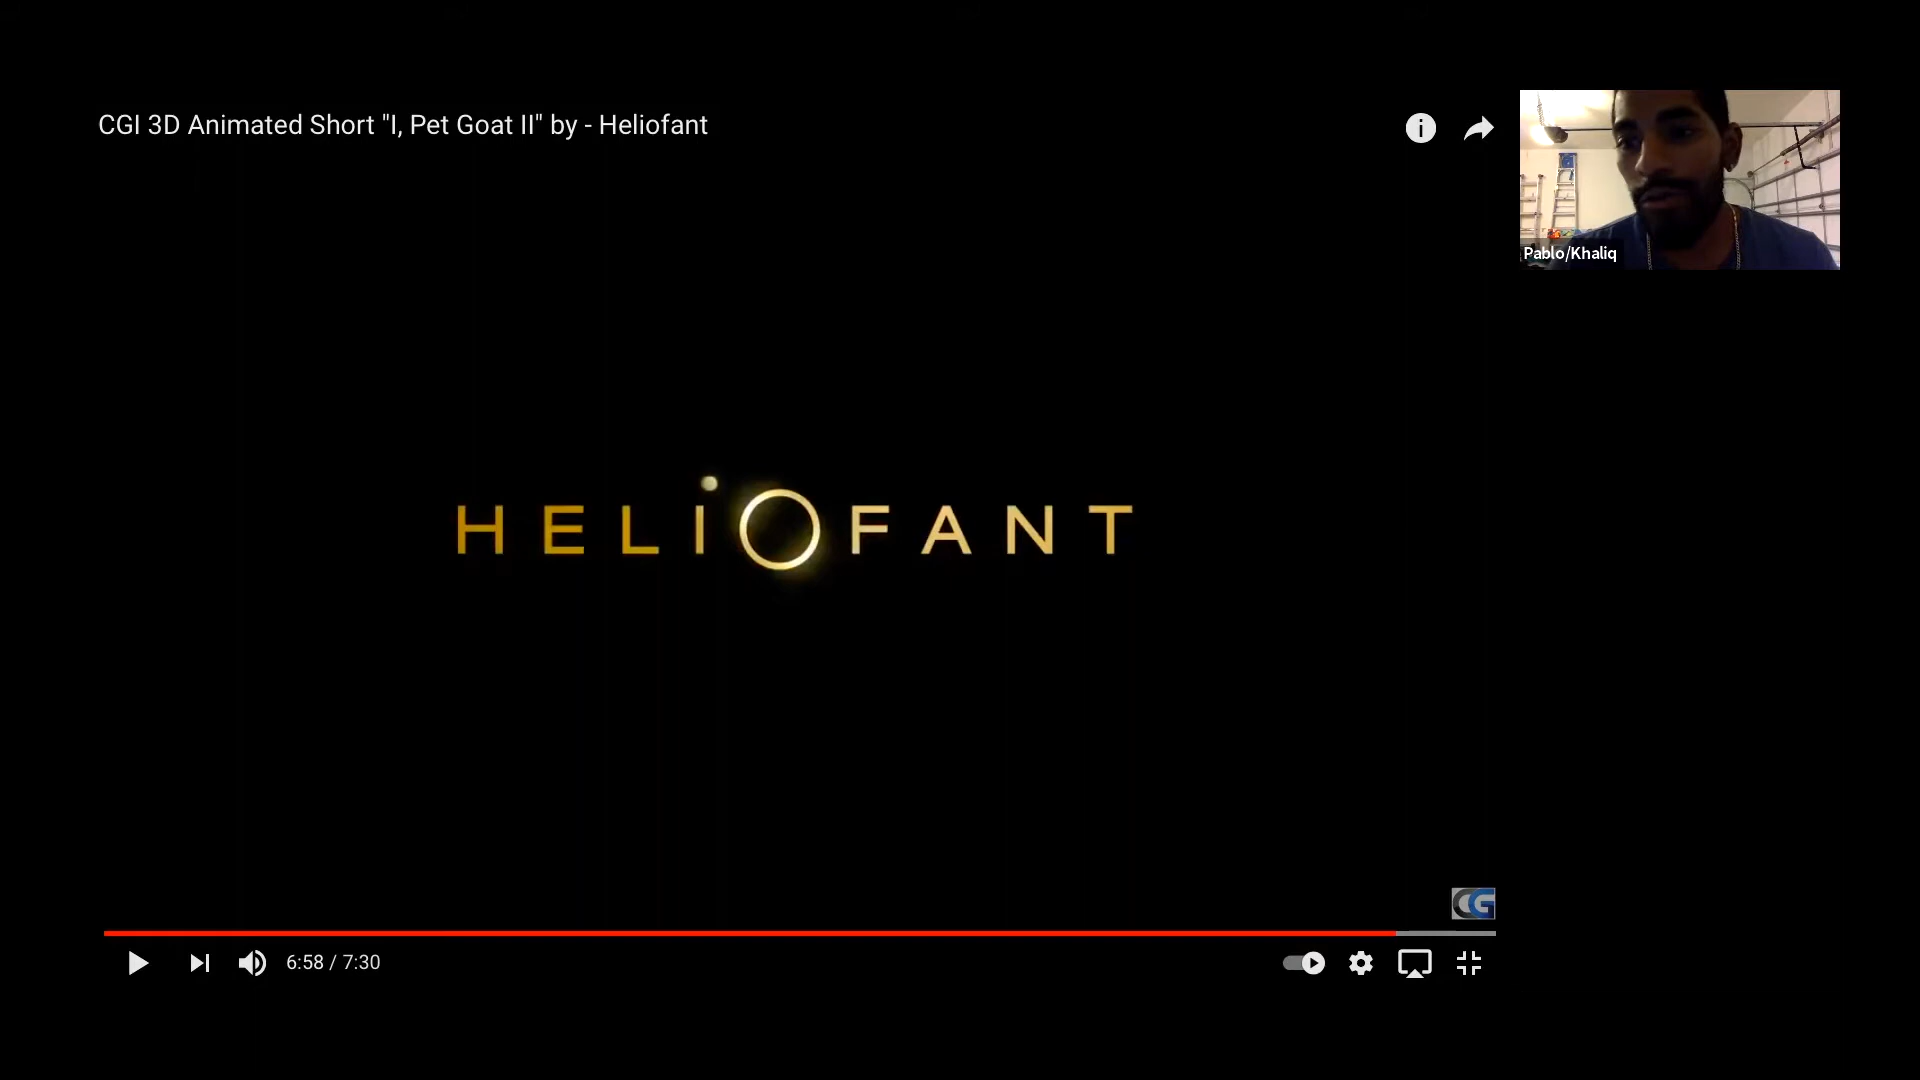 CGI 3D Animated Short "I, Pet Goat II" by - Heliofant
Pablo/Khaliq
HELiOFANT
CG
6:58 / 7:30